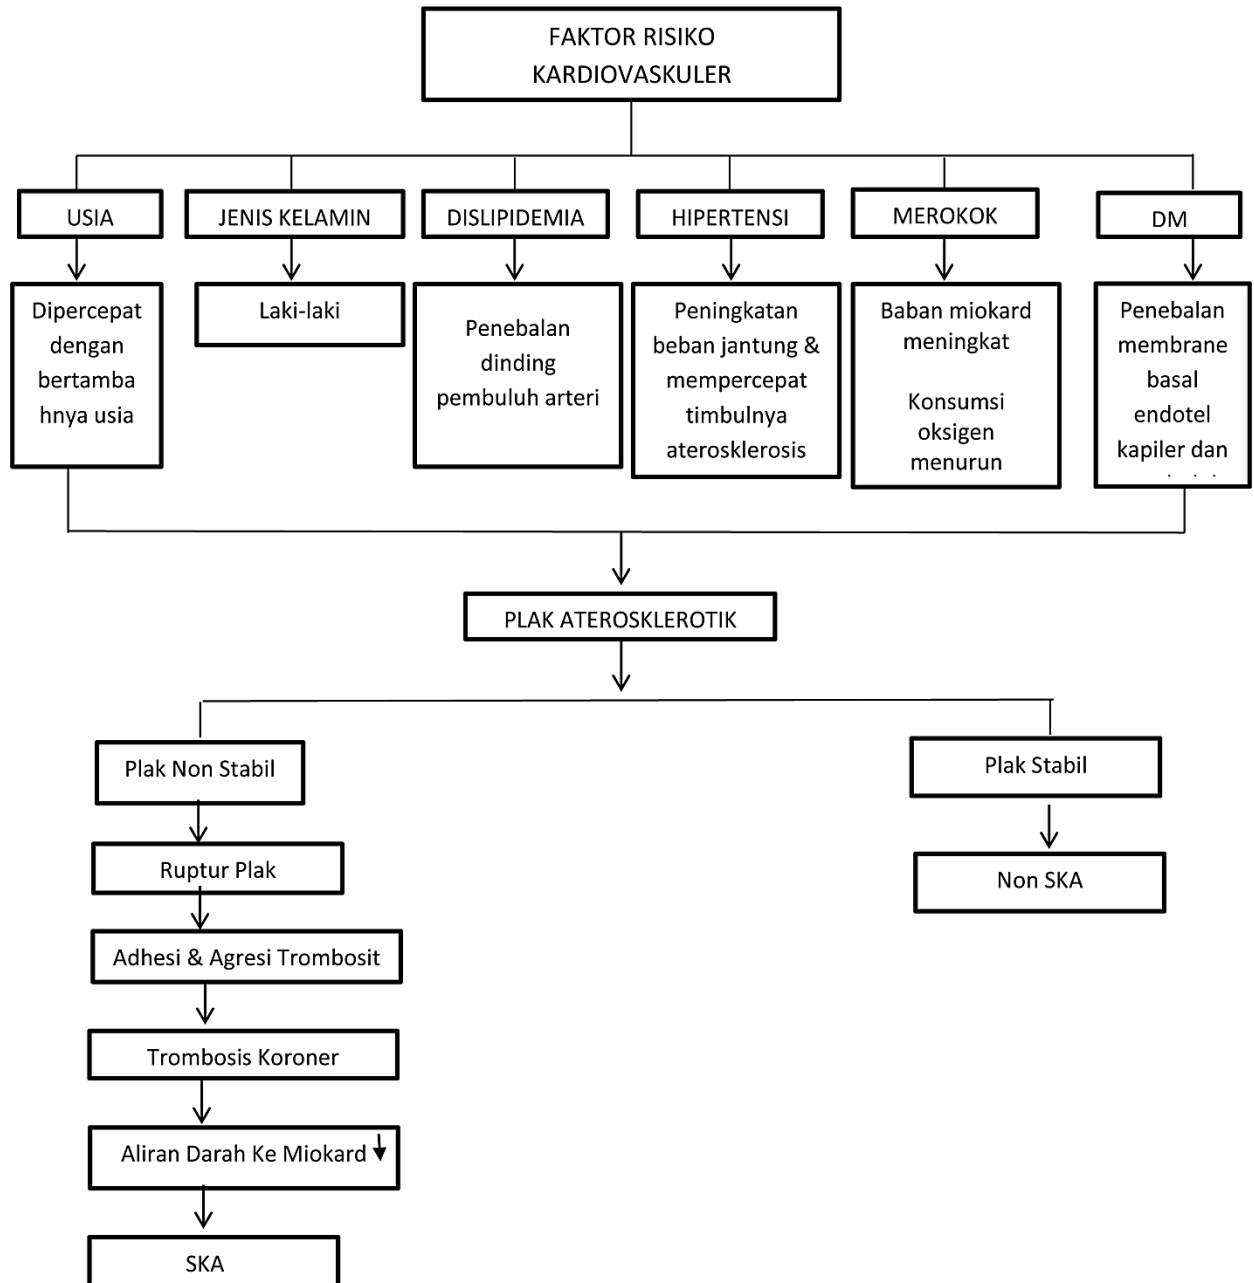 FAKTOR RISIKO
KARDIOVASKULER
USIA
JENIS KELAMIN
DISLIPIDEMIA
HIPERTENSI
MEROKOK
DM
Dipercepat
dengan
bertamba
hnya usia
Laki-laki
Penebalan
dinding
pembuluh arteri
Peningkatan
beban jantung &
mempercepat
timbulnya
aterosklerosis
Baban miokard
meningkat
Konsumsi
oksigen
menurun
Penebalan
membrane
basal
endotel
kapiler dan
PLAK ATEROSKLEROTIK
Plak Non Stabil
Plak Stabil
Ruptur Plak
Non SKA
Adhesi & Agresi Trombosit
Trombosis Koroner
Aliran Darah Ke Miokard
SKA